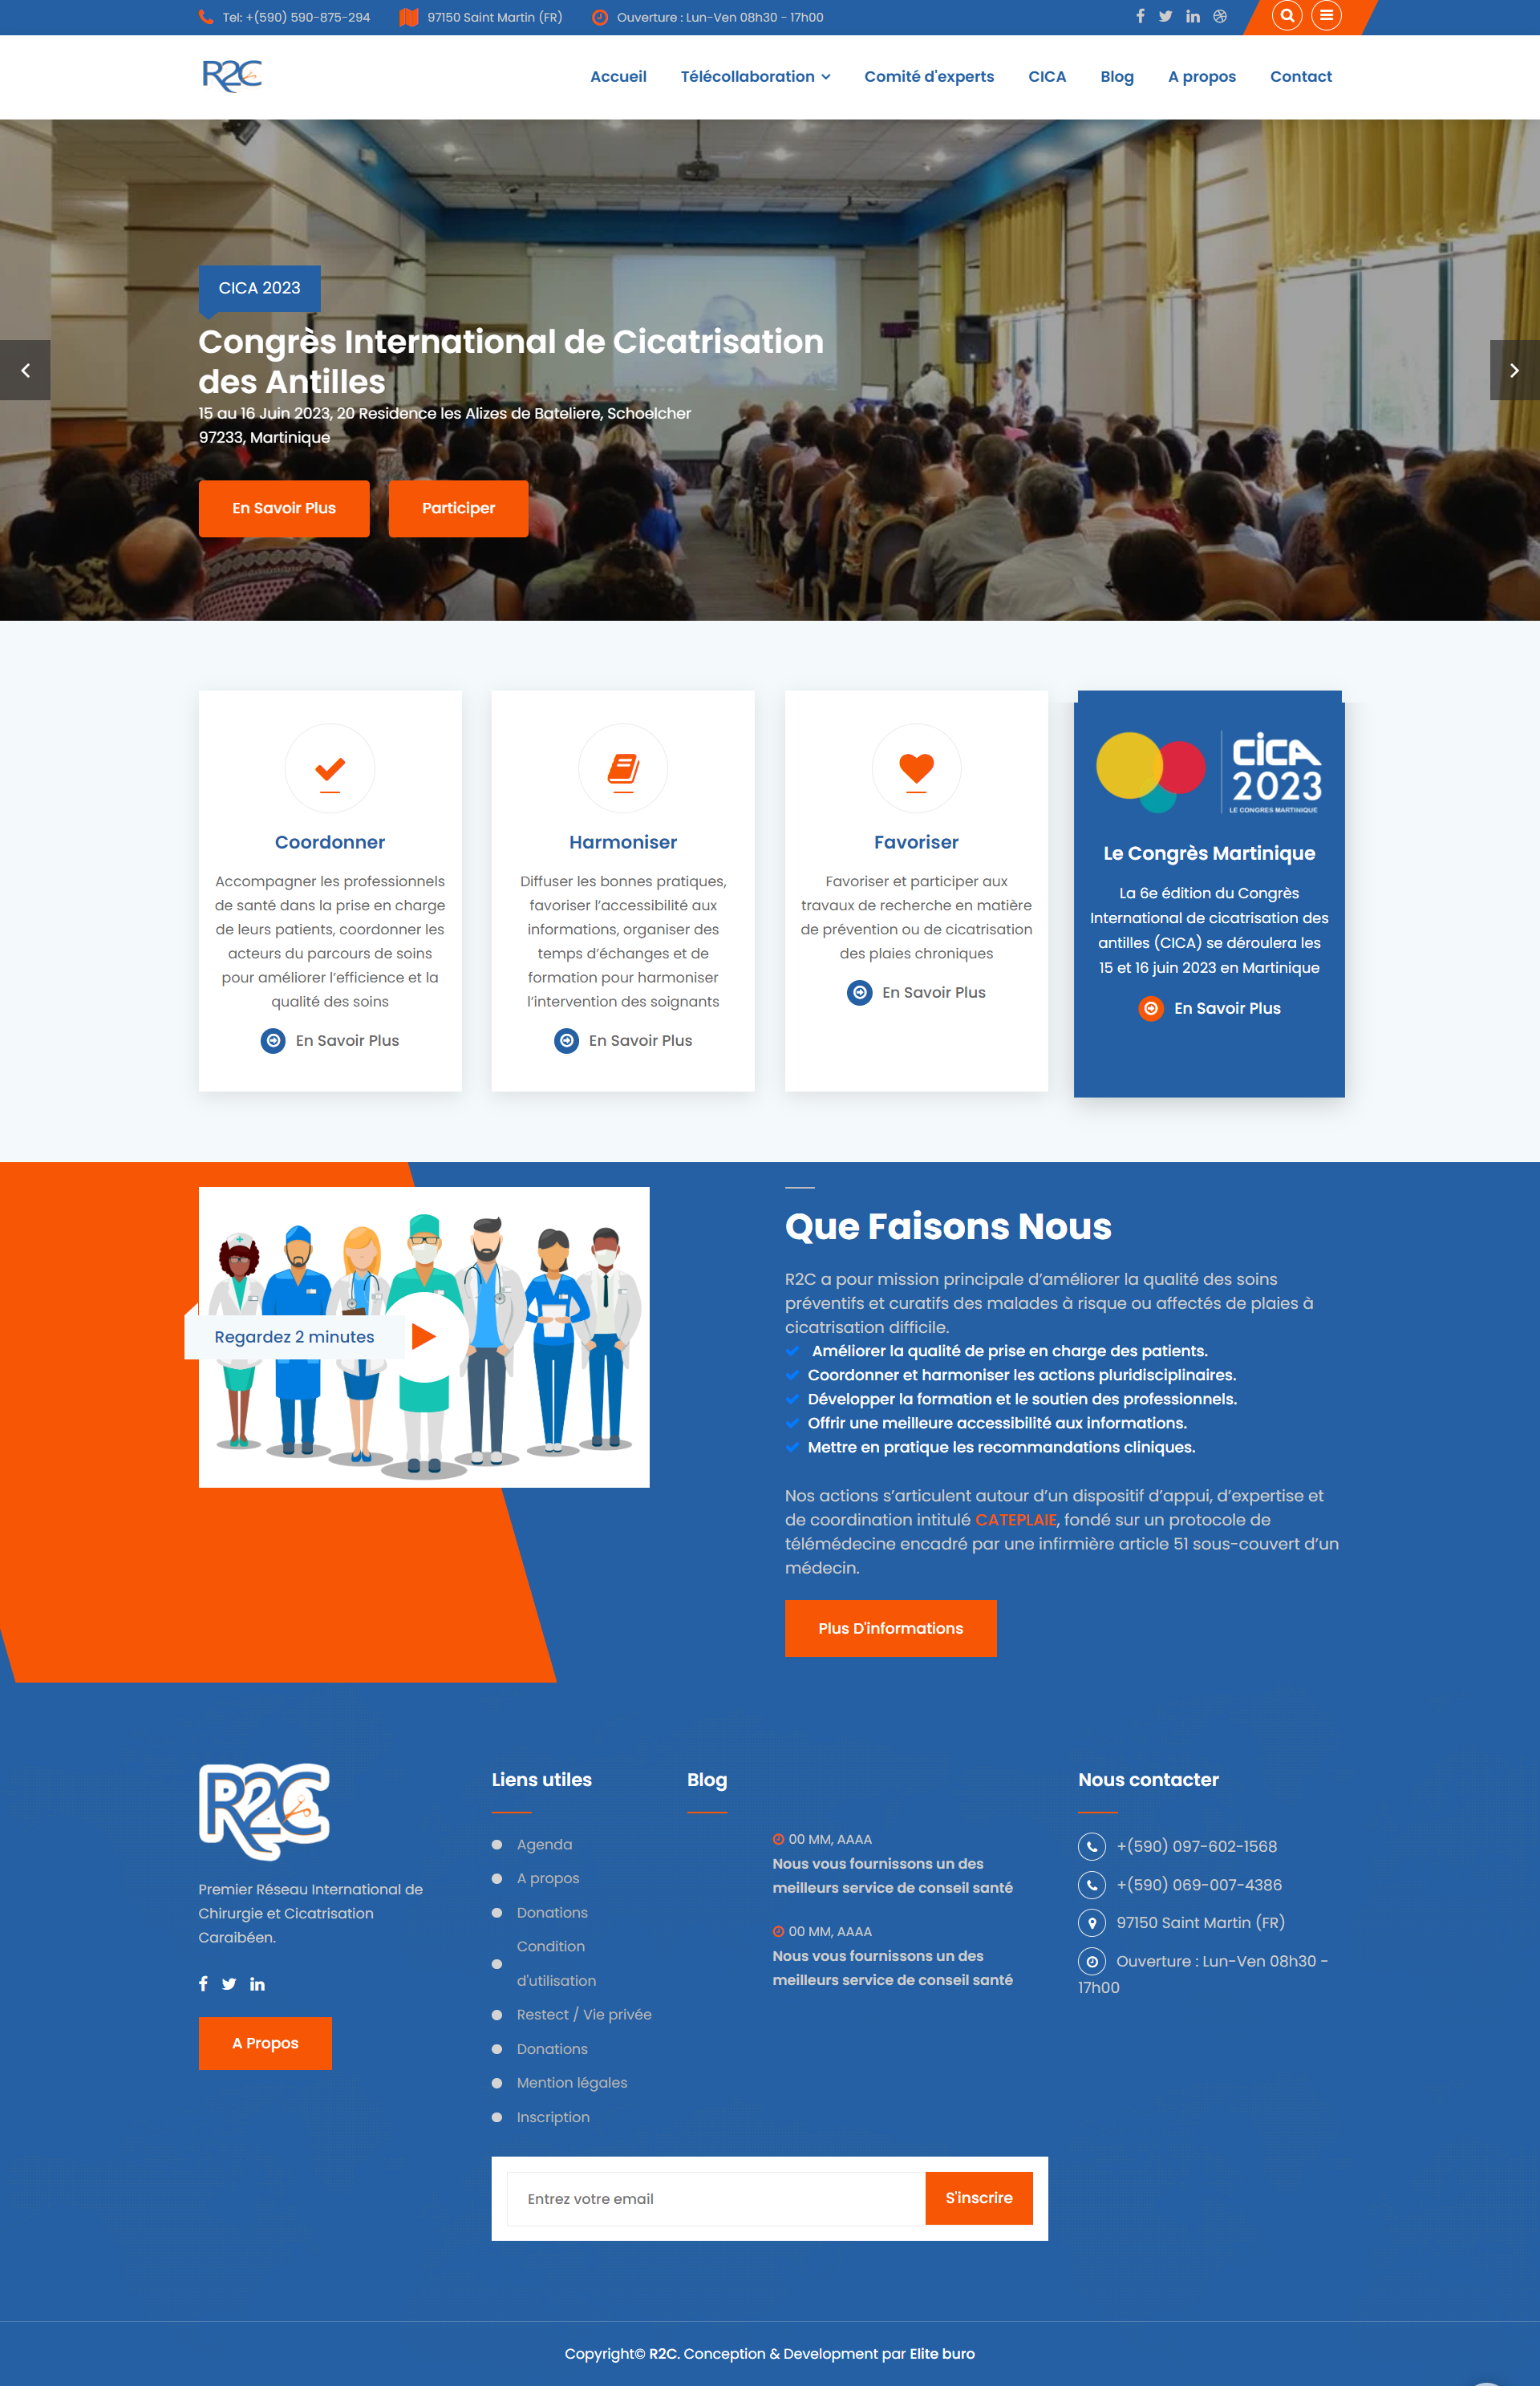 Tel: +(590) 590-875-294
97150 Saint Martin (FR)
Ouverture : Lun-Ven 08h30 - 17h00
R2C
Accueil
Télécollaboration
Comité d'experts
CICA
Blog
A propos
Contact
CICA 2023
Congrès International de Cicatrisation
des Antilles
15 au 16 Juin 2023, 20 Residence les Alizes de Bateliere, Schoelcher
97233, Martinique
En Savoir Plus
Participer
Coordonner
Accompagner les professionnels
de santé dans la prise en charge
de leurs patients, coordonner les
acteurs du parcours de soins
pour améliorer l’efficience et la
qualité des soins
En Savoir Plus
Harmoniser
Diffuser les bonnes pratiques,
favoriser l’accessibilité aux
informations, organiser des
temps d’échanges et de
formation pour harmoniser
l’intervention des soignants
En Savoir Plus
Favoriser
Favoriser et participer aux
travaux de recherche en matière
de prévention ou de cicatrisation
des plaies chroniques
En Savoir Plus
CICA
2023
LE CONGRES MARTINIQUE
Le Congrès Martinique
La 6e édition du Congrès
International de cicatrisation des
antilles (CICA) se déroulera les
15 et 16 juin 2023 en Martinique
En Savoir Plus
Regardez 2 minutes
Que Faisons Nous
R2C a pour mission principale d’améliorer la qualité des soins
préventifs et curatifs des malades à risque ou affectés de plaies à
cicatrisation difficile.
Améliorer la qualité de prise en charge des patients.
Coordonner et harmoniser les actions pluridisciplinaires.
Développer la formation et le soutien des professionnels.
Offrir une meilleure accessibilité aux informations.
Mettre en pratique les recommandations cliniques.
Nos actions s’articulent autour d’un dispositif d’appui, d’expertise et
de coordination intitulé CATEPLAIE, fondé sur un protocole de
télémédecine encadré par une infirmière article 51 sous-couvert d’un
médecin.
Plus D'informations
R2C
Premier Réseau International de
Chirurgie et Cicatrisation
Caraibéen.
A Propos
Liens utiles
Agenda
A propos
Donations
Condition
d'utilisation
Restect / Vie privée
Donations
Mention légales
Inscription
Blog
00 MM, AAAA
Nous vous fournissons un des
meilleurs service de conseil santé
00 MM, AAAA
Nous vous fournissons un des
meilleurs service de conseil santé
Nous contacter
+(590) 097-602-1568
+(590) 069-007-4386
97150 Saint Martin (FR)
Ouverture : Lun-Ven 08h30 -
17h00
Entrez votre email
S'inscrire
Copyright© R2C. Conception & Development par Elite buro